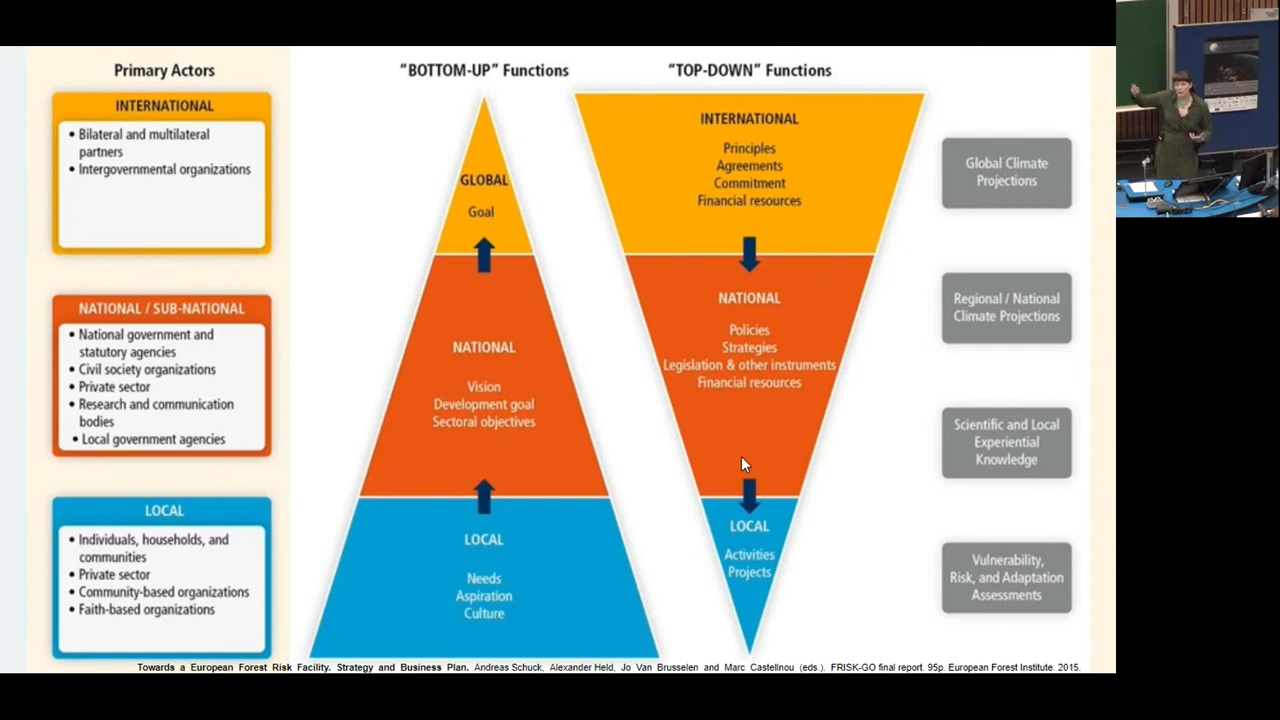 Primary Actors
INTERNATIONAL
• Bilateral and multilateral
partners
• Intergovernmental organizations
NATIONAL / SUB-NATIONAL
• National government and
statutory agencies
• Civil society organizations
• Private sector
• Research and communication
bodies
• Local government agencies
LOCAL
• Individuals, households, and
communities
• Private sector
• Community-based organizations
• Faith-based organizations
"BOTTOM-UP" Functions
GLOBAL
Goal
NATIONAL
Vision
Development goal
Sectoral objectives
LOCAL
Needs
Aspiration
Culture
"TOP-DOWN" Functions
INTERNATIONAL
Principles
Agreements
Commitment
Financial resources
NATIONAL
Policies
Strategies
Legislation & other instruments
Financial resources
LOCAL
Activities
Projects
Global Climate
Projections
Regional / National
Climate Projections
Scientific and Local
Experiential
Knowledge
Vulnerability,
Risk, and Adaptation
Assessments
Towards a European Forest Risk Facility. Strategy and Business Plan. Andreas Schuck, Alexander Held, Jo Van Brusselen and Marc Castellnou (eds.). FRISK-GO final report. 95p. European Forest Institute. 2015.